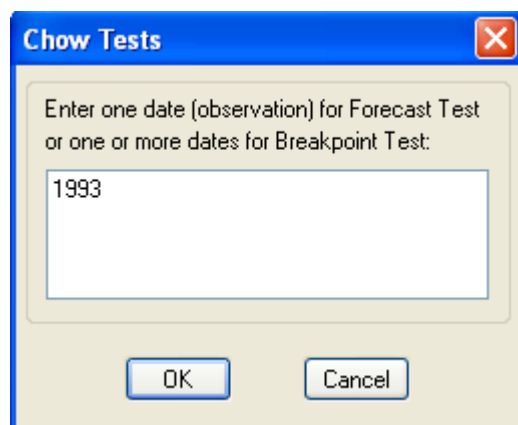 Chow Tests
Enter one date (observation) for Forecast Test
or one or more dates for Breakpoint Test:
1993
OK
Cancel